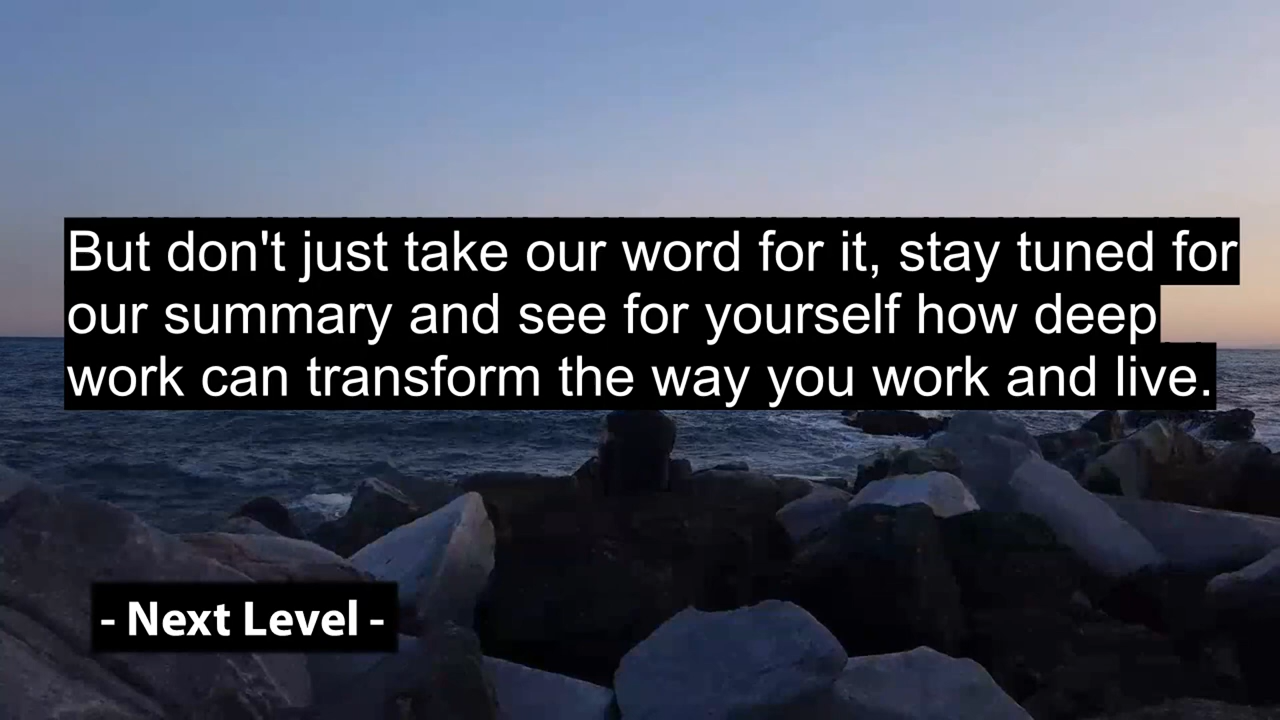 But don't just take our word for it, stay tuned for
our summary and see for yourself how deep
work can transform the way you work and live.
- Next Level -